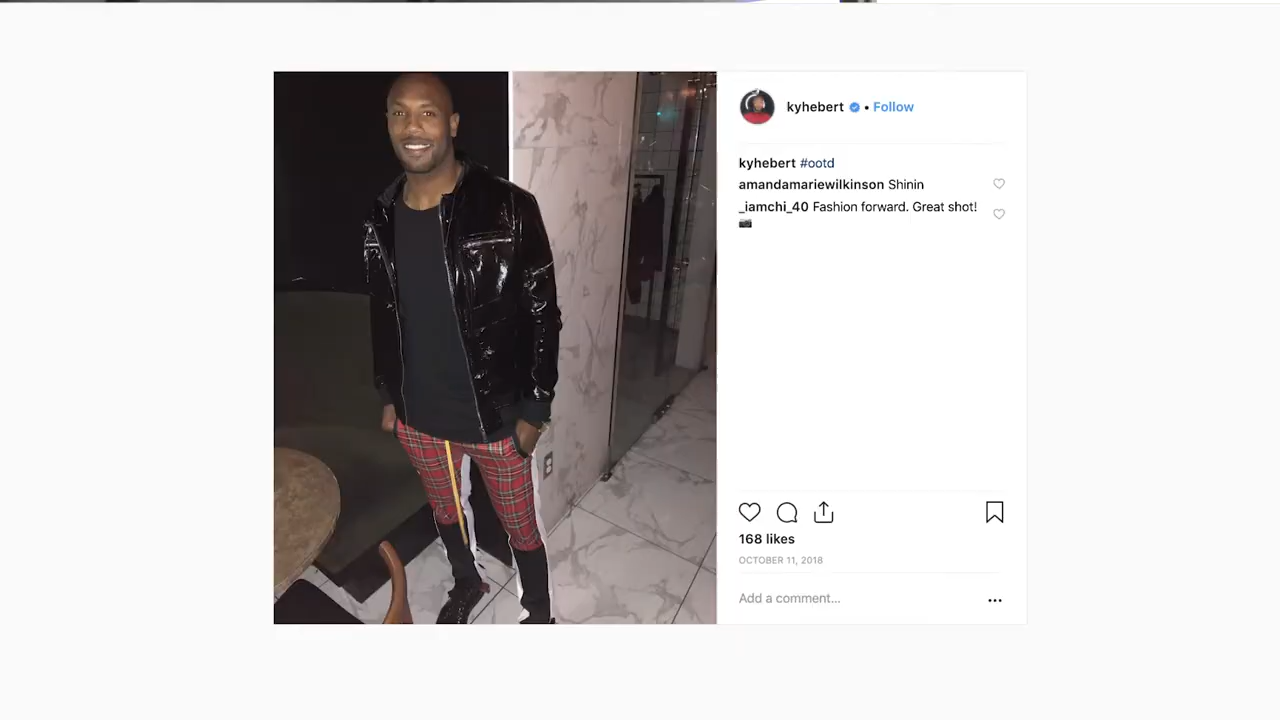 kyhebert • Follow
kyhebert #ootd
amandamariewilkinson Shinin
_iamchi_40 Fashion forward. Great shot!
📷
168 likes
OCTOBER 11, 2018
Add a comment...